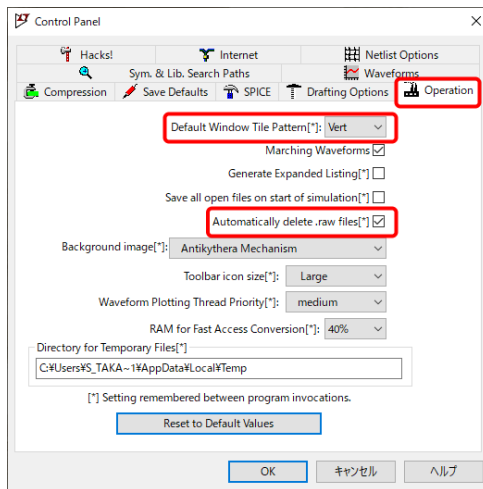 Control Panel
Hacks! Internet Netlist Options
Sym. & Lib. Search Paths Waveforms
Compression Save Defaults SPICE Drafting Options Operation
Default Window Tile Pattern[*]: Vert
Marching Waveforms
Generate Expanded Listing[*]
Save all open files on start of simulation[*]
Automatically delete .raw files[*]
Background image[*]: Antikythera Mechanism
Toolbar icon size[*]: Large
Waveform Plotting Thread Priority[*]: medium
RAM for Fast Access Conversion[*]: 40%
Directory for Temporary Files[*]
C:¥Users¥S_TAKA~1¥AppData¥Local¥Temp
[*] Setting remembered between program invocations.
Reset to Default Values
OK キャンセル ヘルプ